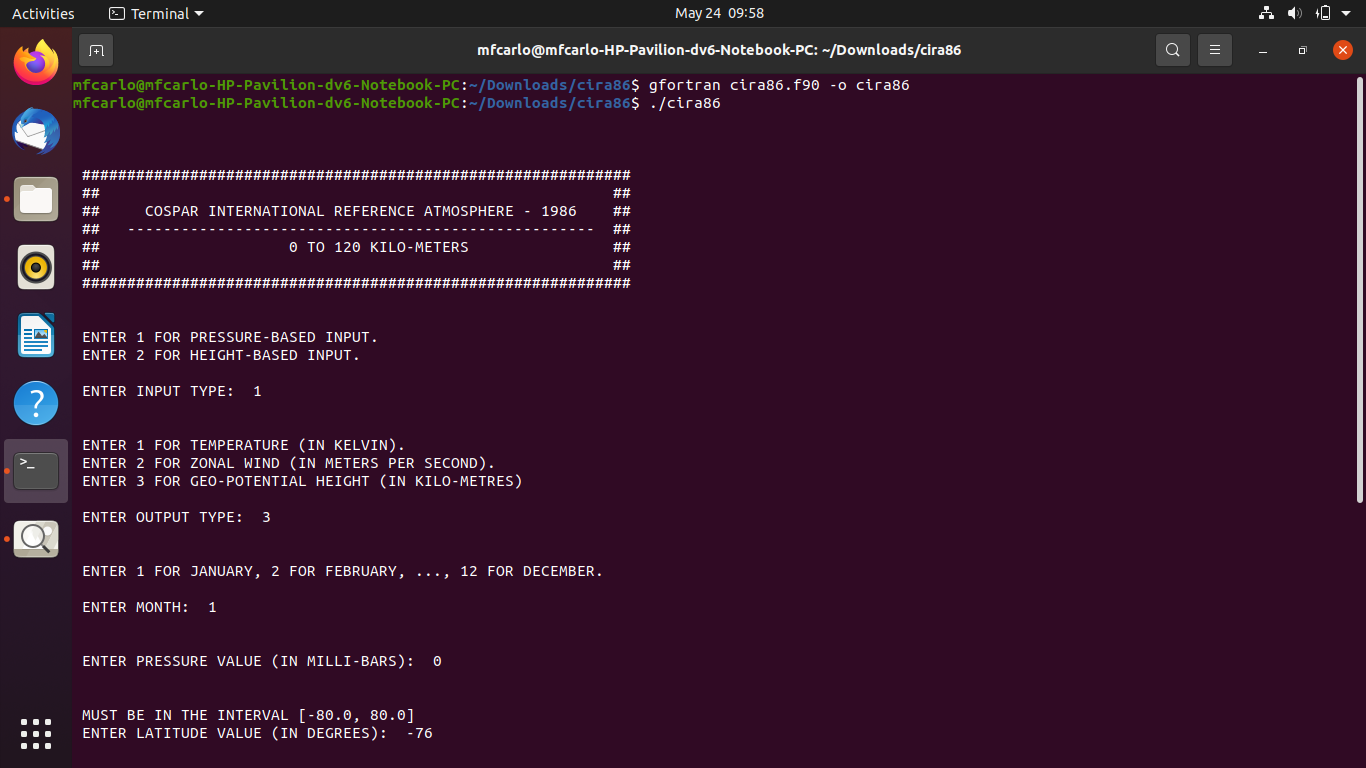 Activities Terminal May 24 09:58
mfcarlo@mfcarlo-HP-Pavilion-dv6-Notebook-PC: ~/Downloads/cira86
mfcarlo@mfcarlo-HP-Pavilion-dv6-Notebook-PC:~/Downloads/cira86$ gfortran cira86.f90 -o cira86
mfcarlo@mfcarlo-HP-Pavilion-dv6-Notebook-PC:~/Downloads/cira86$ ./cira86
#############################################################
## ##
## COSPAR INTERNATIONAL REFERENCE ATMOSPHERE - 1986 ##
## ---------------------------------------------------- ##
## 0 TO 120 KILO-METERS ##
## ##
#############################################################
ENTER 1 FOR PRESSURE-BASED INPUT.
ENTER 2 FOR HEIGHT-BASED INPUT.
ENTER INPUT TYPE: 1
ENTER 1 FOR TEMPERATURE (IN KELVIN).
ENTER 2 FOR ZONAL WIND (IN METERS PER SECOND).
ENTER 3 FOR GEO-POTENTIAL HEIGHT (IN KILO-METRES)
ENTER OUTPUT TYPE: 3
ENTER 1 FOR JANUARY, 2 FOR FEBRUARY, ..., 12 FOR DECEMBER.
ENTER MONTH: 1
ENTER PRESSURE VALUE (IN MILLI-BARS): 0
MUST BE IN THE INTERVAL [-80.0, 80.0]
ENTER LATITUDE VALUE (IN DEGREES): -76